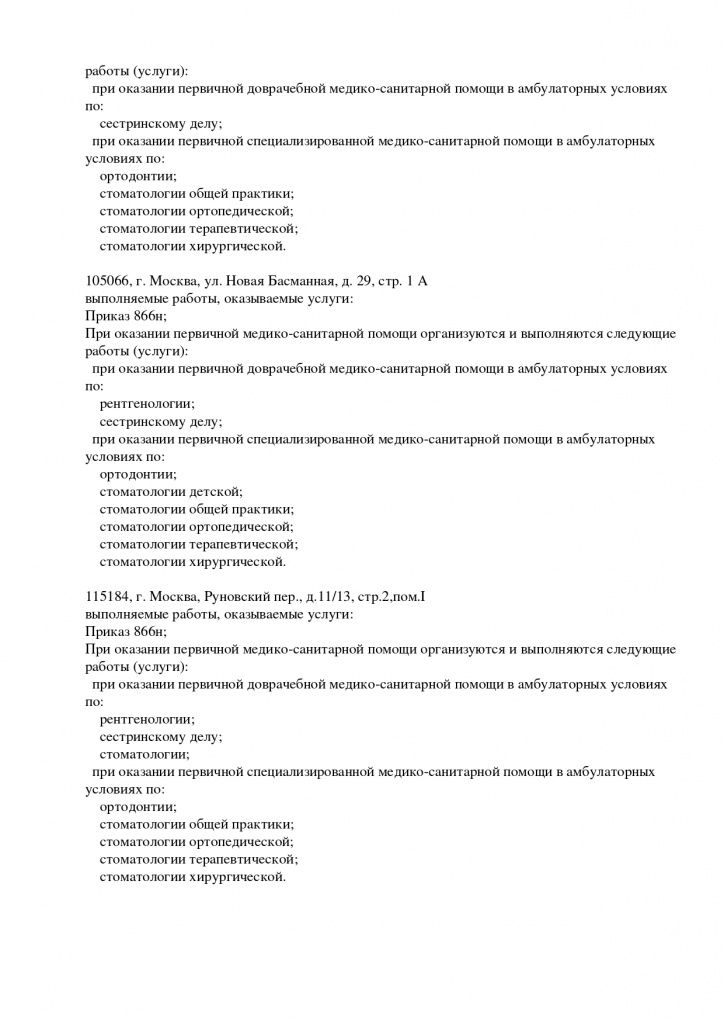 работы (услуги):
при оказании первичной доврачебной медико-санитарной помощи в амбулаторных условиях
по:
сестринскому делу;
при оказании первичной специализированной медико-санитарной помощи в амбулаторных
условиях по:
ортодонтии;
стоматологии общей практики;
стоматологии ортопедической;
стоматологии терапевтической;
стоматологии хирургической.
105066, г. Москва, ул. Новая Басманная, д. 29, стр. 1 А
выполняемые работы, оказываемые услуги:
Приказ 866н;
При оказании первичной медико-санитарной помощи организуются и выполняются следующие
работы (услуги):
при оказании первичной доврачебной медико-санитарной помощи в амбулаторных условиях
по:
рентгенологии;
сестринскому делу;
при оказании первичной специализированной медико-санитарной помощи в амбулаторных
условиях по:
ортодонтии;
стоматологии детской;
стоматологии общей практики;
стоматологии ортопедической;
стоматологии терапевтической;
стоматологии хирургической.
115184, г. Москва, Руновский пер., д.11/13, стр.2,пом.I
выполняемые работы, оказываемые услуги:
Приказ 866н;
При оказании первичной медико-санитарной помощи организуются и выполняются следующие
работы (услуги):
при оказании первичной доврачебной медико-санитарной помощи в амбулаторных условиях
по:
рентгенологии;
сестринскому делу;
стоматологии;
при оказании первичной специализированной медико-санитарной помощи в амбулаторных
условиях по:
ортодонтии;
стоматологии общей практики;
стоматологии ортопедической;
стоматологии терапевтической;
стоматологии хирургической.